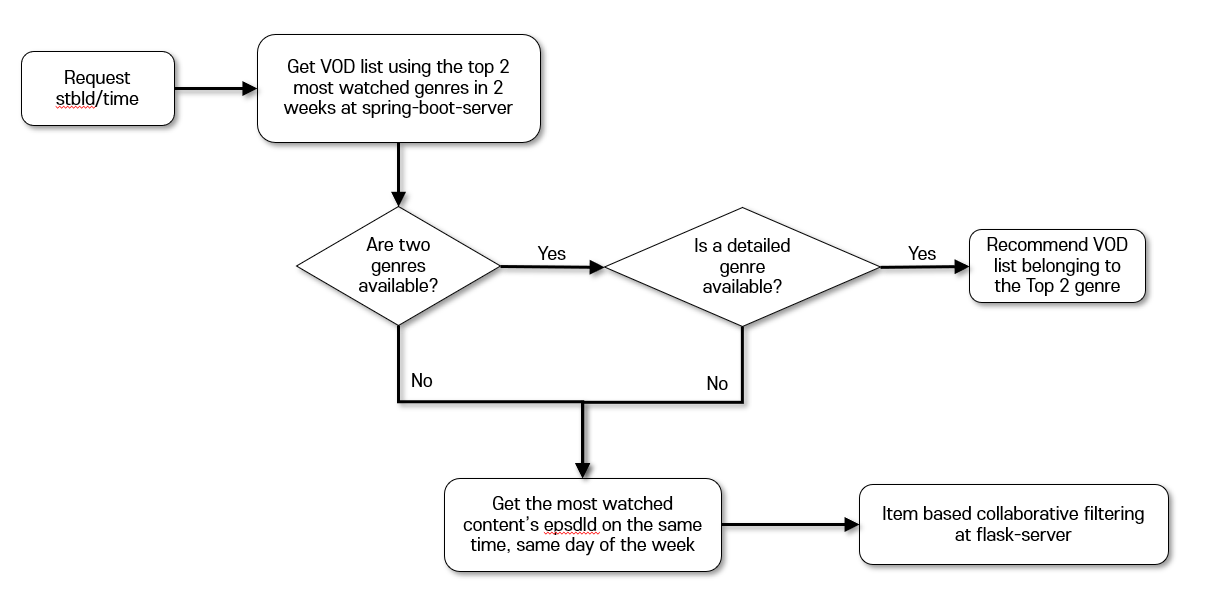 Request
stbId/time
Get VOD list using the top 2
most watched genres in 2
weeks at spring-boot-server
Are two
genres
available?
Yes
Is a detailed
genre
available?
Yes
Recommend VOD
list belonging to
the Top 2 genre
No
No
Get the most watched
content's epsdId on the same
time, same day of the week
Item based collaborative filtering
at flask-server